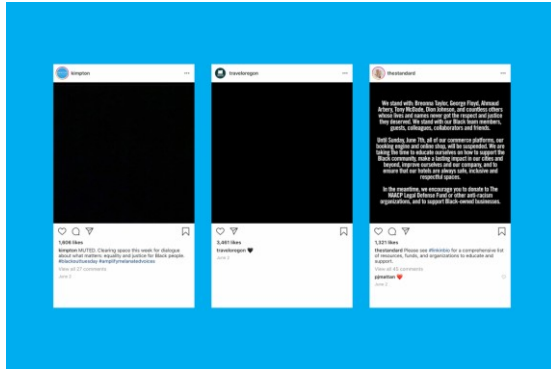 kimpton
1,606 likes
kimpton MUTED. Clearing space this week for dialogue
about what matters: equality and justice for Black people.
#blackouttuesday #amplifymelanatedvoices
View all 27 comments
June 2
traveloregon
3,461 likes
traveloregon 🖤
June 2
thestandard
We stand with Breonna Taylor, George Floyd, Ahmaud
Arbery, Tony McDade, Dion Johnson, and countless others
whose lives and names never got the respect and justice
they deserved. We stand with our Black team members,
guests, colleagues, collaborators and friends.
Until Sunday, June 7th, all of our commerce platforms, our
booking engine and online shop, will be suspended. We are
taking the time to educate ourselves on how to support the
Black community, make a lasting impact in our cities and
beyond, improve ourselves and our company, and to
ensure that our hotels are always safe, inclusive and
respectful spaces.
In the meantime, we encourage you to donate to The
NAACP Legal Defense Fund or other anti-racism
organizations, and to support Black-owned businesses.
1,321 likes
thestandard Please see #linkinbio for a comprehensive list
of resources, funds, and organizations to educate and
support.
View all 45 comments
pjmattan ❤️
June 2